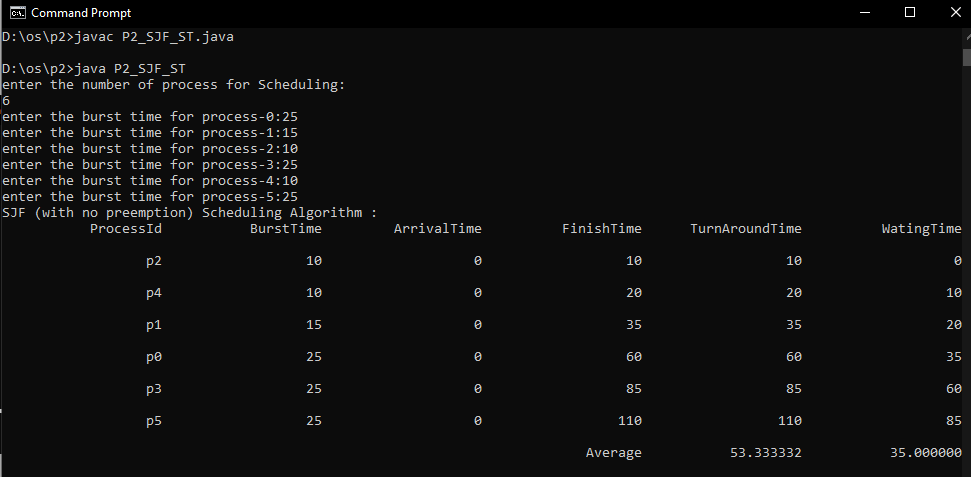 Command Prompt
D:\os\p2>javac P2_SJF_ST.java
D:\os\p2>java P2_SJF_ST
enter the number of process for Scheduling:
6
enter the burst time for process-0:25
enter the burst time for process-1:15
enter the burst time for process-2:10
enter the burst time for process-3:25
enter the burst time for process-4:10
enter the burst time for process-5:25
SJF (with no preemption) Scheduling Algorithm :
ProcessId BurstTime ArrivalTime FinishTime TurnAroundTime WatingTime
p2 10 0 10 10 0
p4 10 0 20 20 10
p1 15 0 35 35 20
p0 25 0 60 60 35
p3 25 0 85 85 60
p5 25 0 110 110 85
Average 53.333332 35.000000